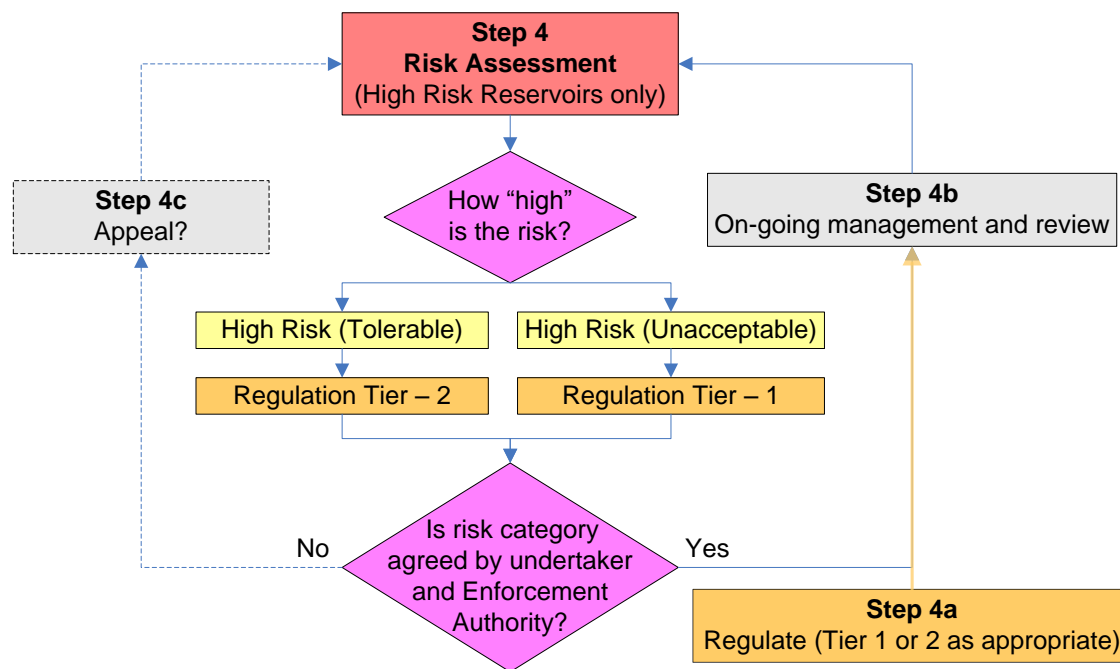 Step 4
Risk Assessment
(High Risk Reservoirs only)
Step 4c
Appeal?
How “high”
is the risk?
Step 4b
On-going management and review
High Risk (Tolerable)
High Risk (Unacceptable)
Regulation Tier – 2
Regulation Tier – 1
Is risk category
agreed by undertaker
and Enforcement
Authority?
No
Yes
Step 4a
Regulate (Tier 1 or 2 as appropriate)